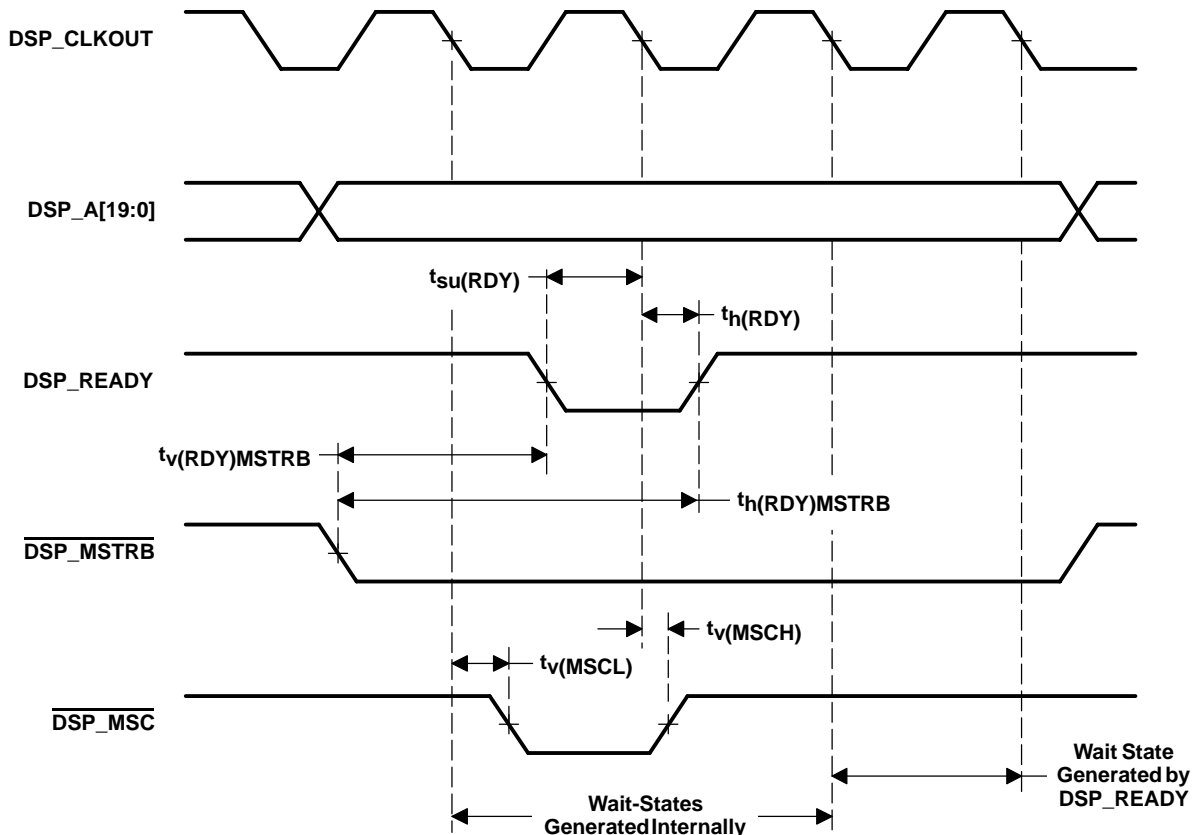 DSP_CLKOUT
DSP_A[19:0]
tsu(RDY)
th(RDY)
DSP_READY
tv(RDY)MSTRB
th(RDY)MSTRB
DSP_MSTRB
tv(MSCH)
tv(MSCL)
DSP_MSC
Wait State
Generated by
DSP_READY
Wait-States
Generated Internally